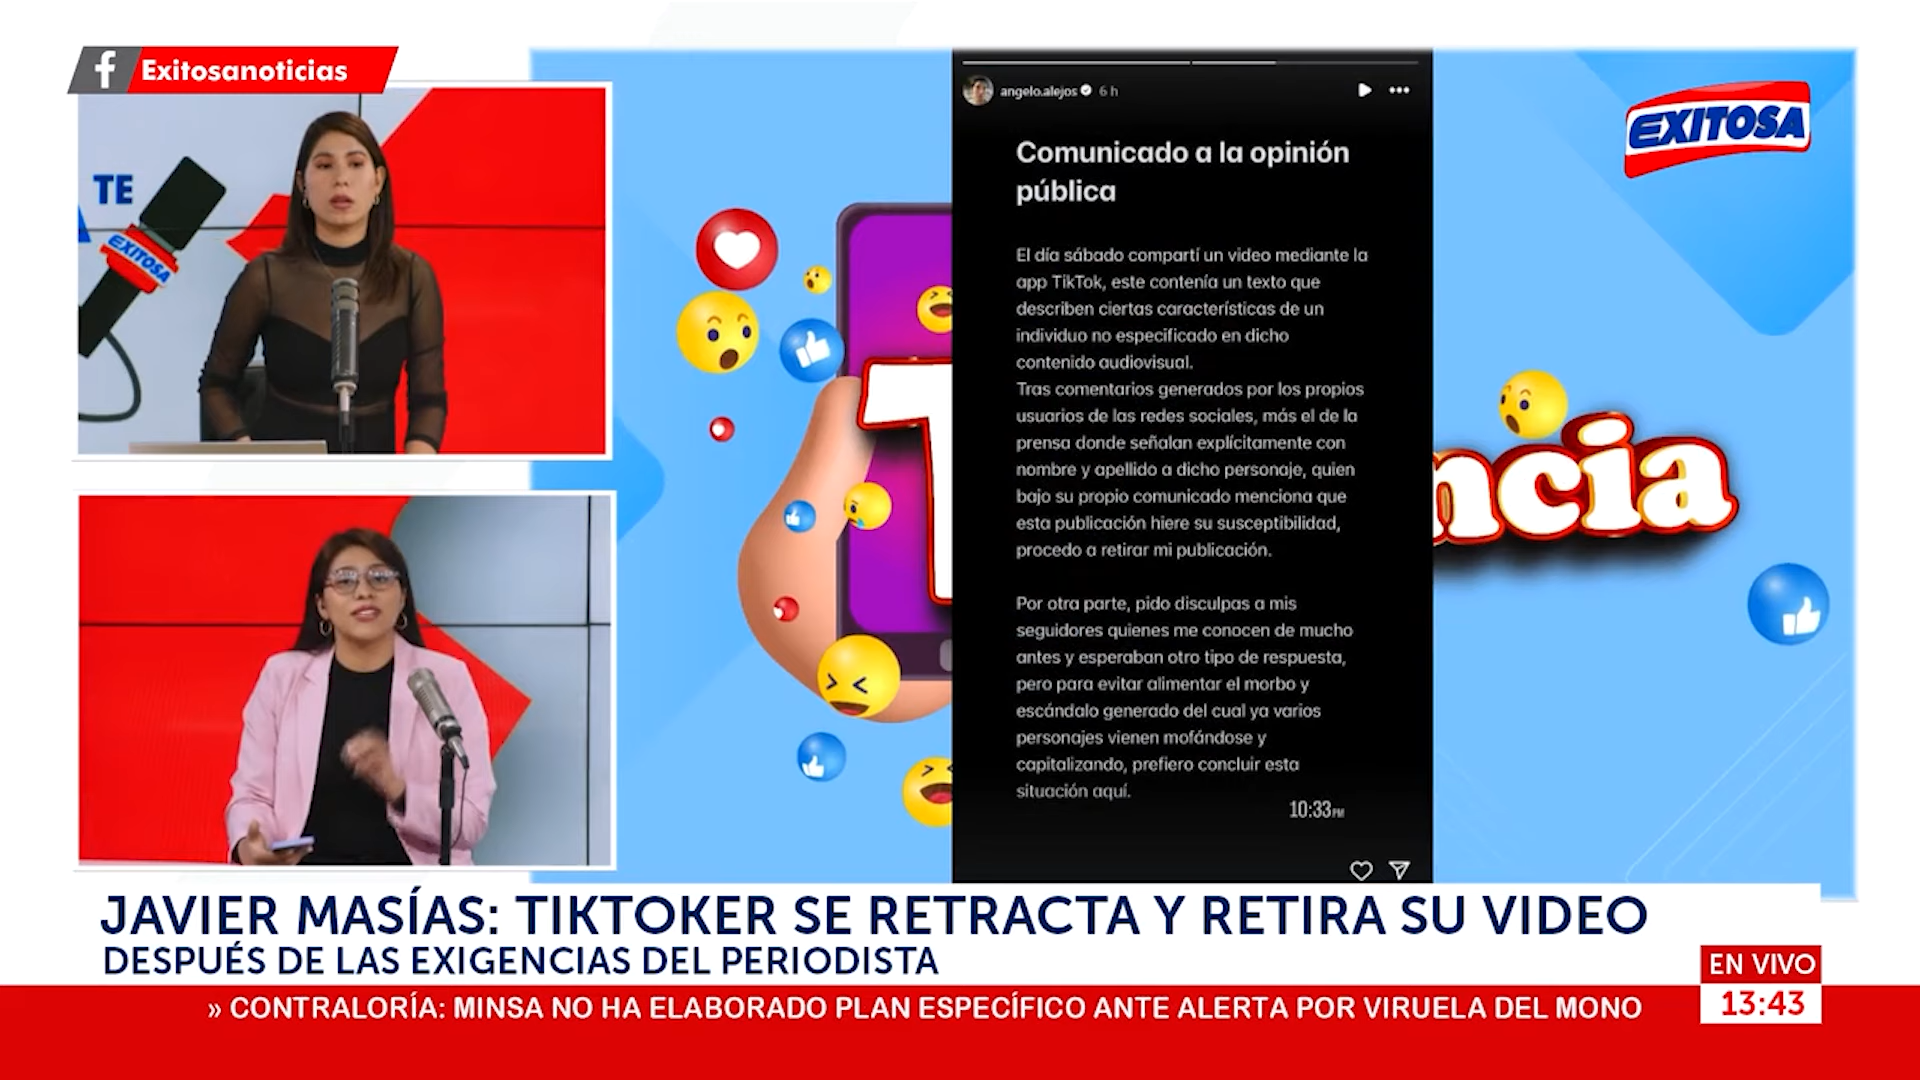 Exitosanoticias
TE
EXITOSA
angelo.alejos 6 h
EXITOSA
Comunicado a la opinión
pública
El día sábado compartí un video mediante la
app TikTok, este contenía un texto que
describen ciertas características de un
individuo no especificado en dicho
contenido audiovisual.
Tras comentarios generados por los propios
usuarios de las redes sociales, más el de la
prensa donde señalan explícitamente con
nombre y apellido a dicho personaje, quien
bajo su propio comunicado menciona que
esta publicación hiere su susceptibilidad,
procedo a retirar mi publicación.
Por otra parte, pido disculpas a mis
seguidores quienes me conocen de mucho
antes y esperaban otro tipo de respuesta,
pero para evitar alimentar el morbo y
escándalo generado del cual ya varios
personajes vienen mofándose y
capitalizando, prefiero concluir esta
situación aquí.
10:33PM
T
ncia
JAVIER MASÍAS: TIKTOKER SE RETRACTA Y RETIRA SU VIDEO
DESPUÉS DE LAS EXIGENCIAS DEL PERIODISTA
EN VIVO
» CONTRALORÍA: MINSA NO HA ELABORADO PLAN ESPECÍFICO ANTE ALERTA POR VIRUELA DEL MONO
13:43